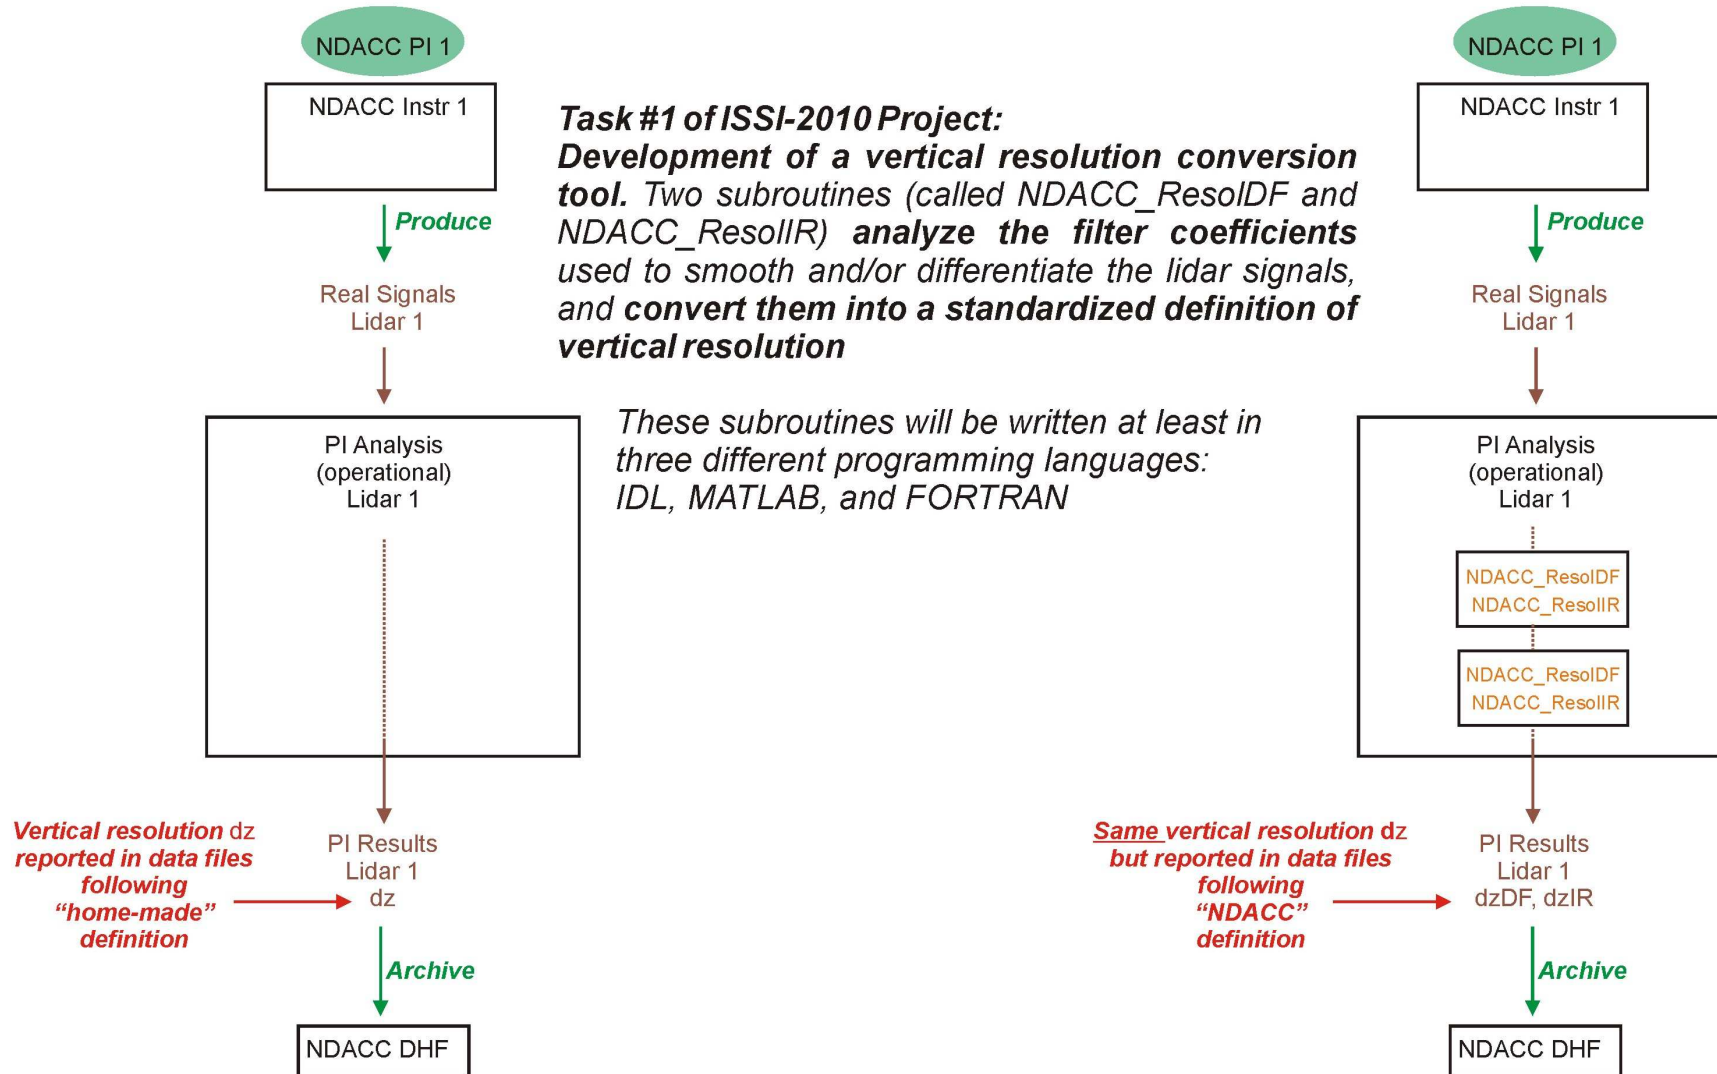 NDACC PI 1
NDACC Instr 1
Produce
Real Signals
Lidar 1
PI Analysis
(operational)
Lidar 1
Vertical resolution dz
reported in data files
following
“home-made”
definition
PI Results
Lidar 1
dz
Archive
NDACC DHF
Task #1 of ISSI-2010 Project:
Development of a vertical resolution conversion
tool. Two subroutines (called NDACC_ResolDF and
NDACC_ResolIR) analyze the filter coefficients
used to smooth and/or differentiate the lidar signals,
and convert them into a standardized definition of
vertical resolution
These subroutines will be written at least in
three different programming languages:
IDL, MATLAB, and FORTRAN
NDACC PI 1
NDACC Instr 1
Produce
Real Signals
Lidar 1
PI Analysis
(operational)
Lidar 1
NDACC_ResolDF
NDACC_ResolIR
NDACC_ResolDF
NDACC_ResolIR
Same vertical resolution dz
but reported in data files
following
“NDACC”
definition
PI Results
Lidar 1
dzDF, dzIR
Archive
NDACC DHF